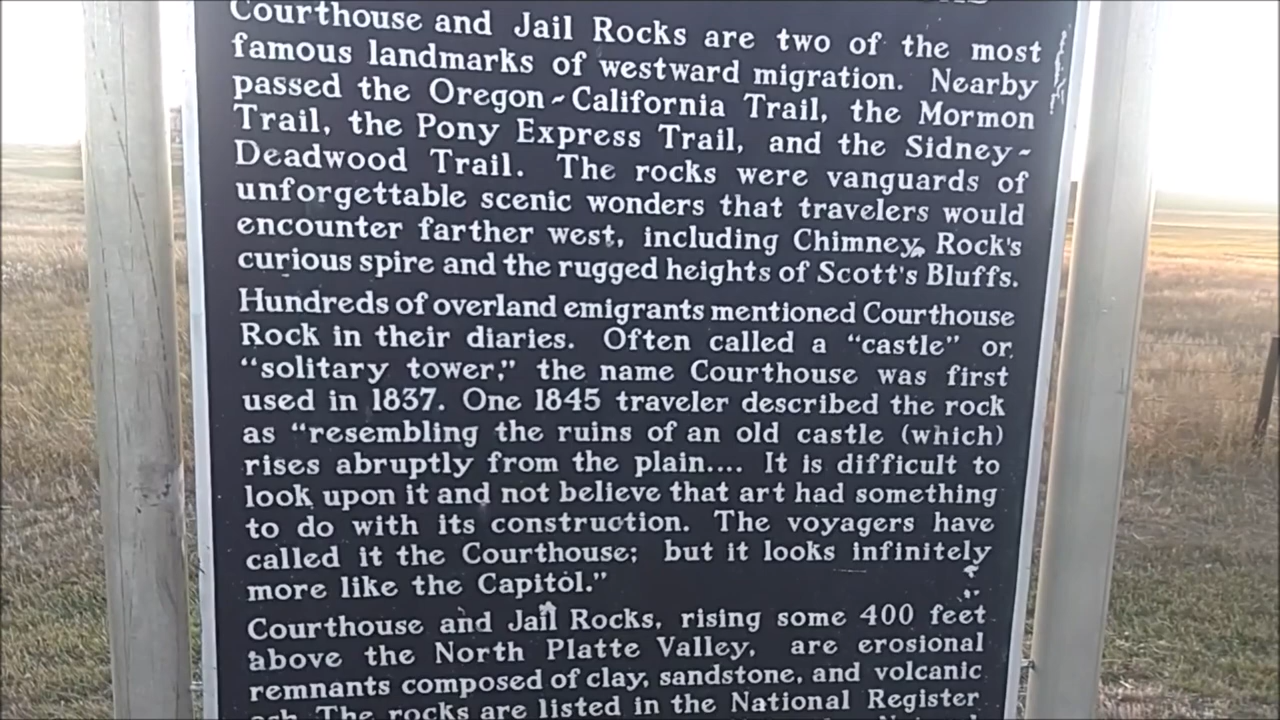 Courthouse and Jail Rocks are two of the most
famous landmarks of westward migration. Nearby
passed the Oregon~California Trail, the Mormon
Trail, the Pony Express Trail, and the Sidney~
Deadwood Trail. The rocks were vanguards of
unforgettable scenic wonders that travelers would
encounter farther west, including Chimney Rock's
curious spire and the rugged heights of Scott's Bluffs.
Hundreds of overland emigrants mentioned Courthouse
Rock in their diaries. Often called a “castle” or
“solitary tower,” the name Courthouse was first
used in 1837. One 1845 traveler described the rock
as “resembling the ruins of an old castle (which)
rises abruptly from the plain.... It is difficult to
look upon it and not believe that art had something
to do with its construction. The voyagers have
called it the Courthouse; but it looks infinitely
more like the Capitol.”
Courthouse and Jail Rocks, rising some 400 feet
above the North Platte Valley, are erosional
remnants composed of clay, sandstone, and volcanic
ash. The rocks are listed in the National Register